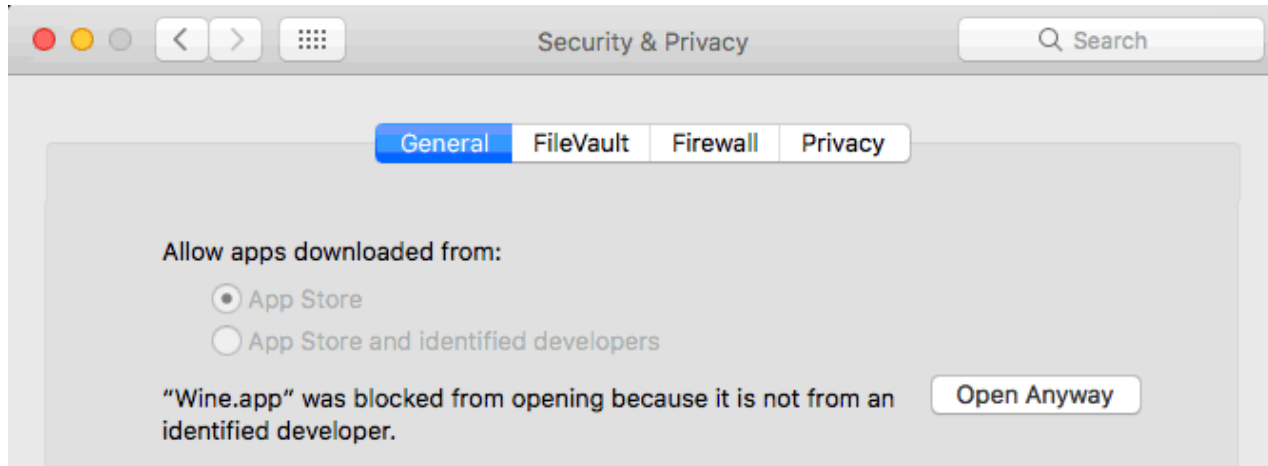 Security & Privacy
Search
General FileVault Firewall Privacy
Allow apps downloaded from:
App Store
App Store and identified developers
“Wine.app” was blocked from opening because it is not from an
identified developer.
Open Anyway